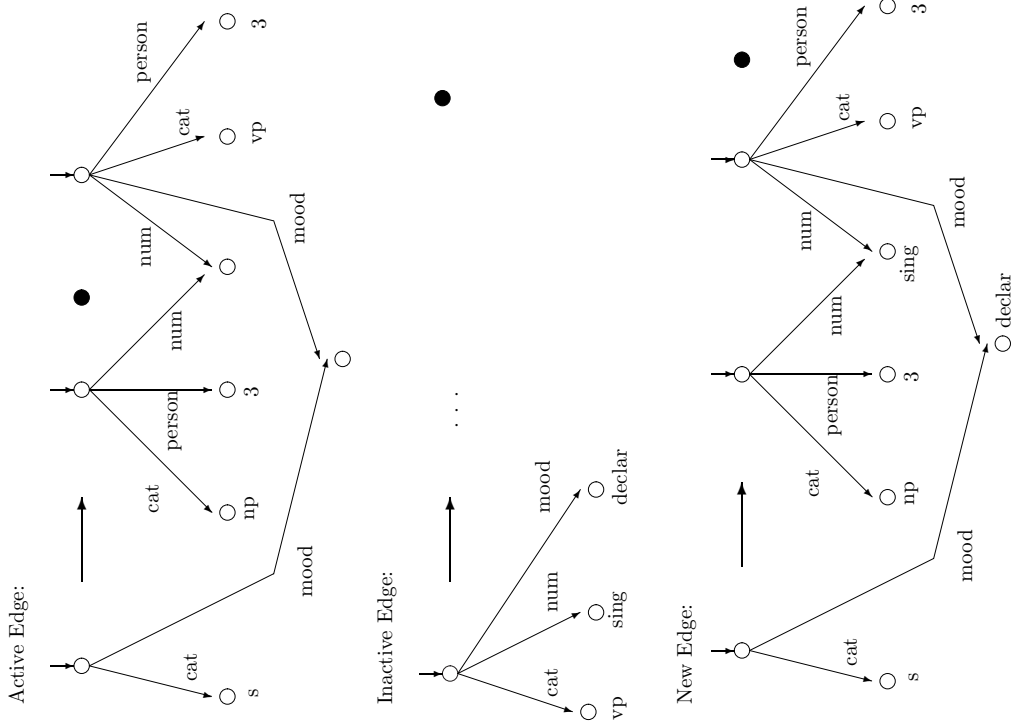 Active Edge:
cat
s
mood
cat
np
person
3
num
num
cat
vp
person
3
mood
Inactive Edge:
cat
vp
num
sing
mood
declar
. . .
New Edge:
cat
s
mood
cat
np
person
3
num
num
sing
cat
vp
person
3
mood
declar